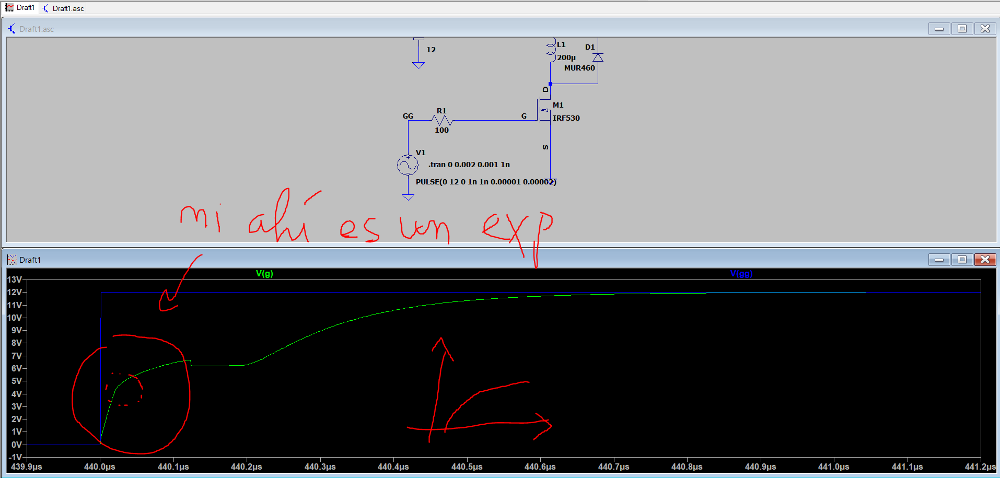 Draft1 Draft1.asc
Draft1.asc
12
L1
200µ
D1
MUR460
D
M1
IRF530
G
GG
R1
100
S
V1
.tran 0 0.002 0.001 1n
PULSE(0 12 0 1n 1n 0.00001 0.00002)
ni ahí es un exp
Draft1
V(g) V(gg)
13V
12V
11V
10V
9V
8V
7V
6V
5V
4V
3V
2V
1V
0V
-1V
439.9µs 440.0µs 440.1µs 440.2µs 440.3µs 440.4µs 440.5µs 440.6µs 440.7µs 440.8µs 440.9µs 441.0µs 441.1µs 441.2µs